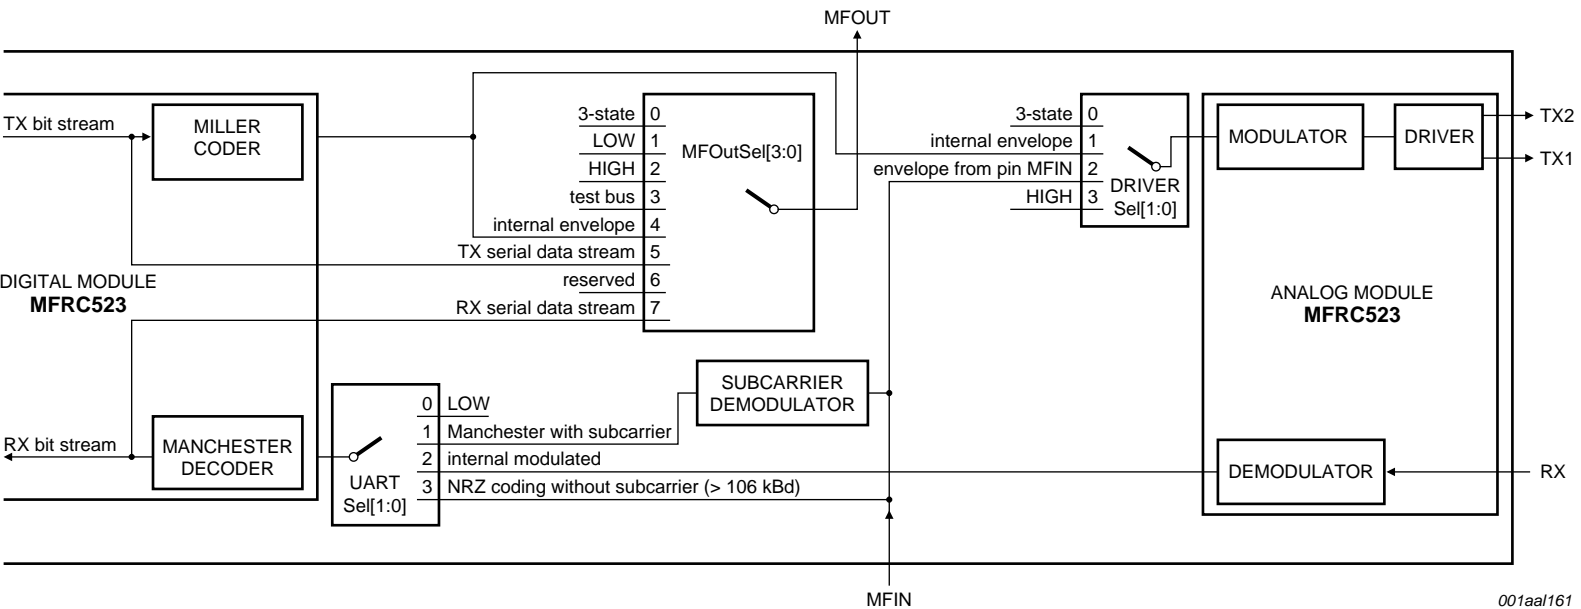 MFOUT
TX bit stream
MILLER
CODER
3-state 0
LOW 1
HIGH 2
test bus 3
internal envelope 4
TX serial data stream 5
reserved 6
RX serial data stream 7
MFOutSel[3:0]
3-state 0
internal envelope 1
envelope from pin MFIN 2
HIGH 3
DRIVER
Sel[1:0]
MODULATOR
DRIVER
TX2
TX1
DIGITAL MODULE
MFRC523
ANALOG MODULE
MFRC523
SUBCARRIER
DEMODULATOR
RX bit stream
MANCHESTER
DECODER
UART
Sel[1:0]
0 LOW
1 Manchester with subcarrier
2 internal modulated
3 NRZ coding without subcarrier (> 106 kBd)
DEMODULATOR
RX
MFIN
001aal161